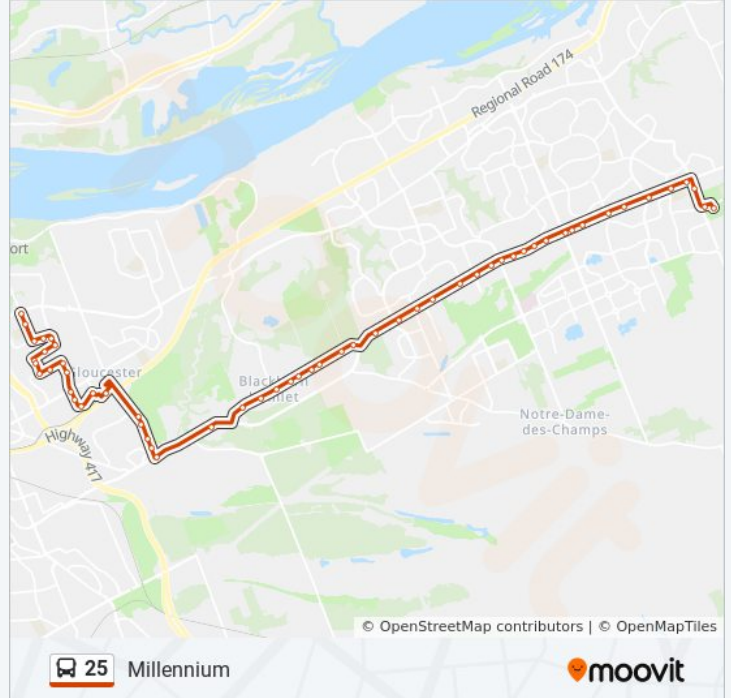 Regional Road 174
ort
Gloucester
Blackburn
Hamlet
Notre-Dame-
des-Champs
Highway 417
© OpenStreetMap contributors | © OpenMapTiles
25 Millennium
moovit